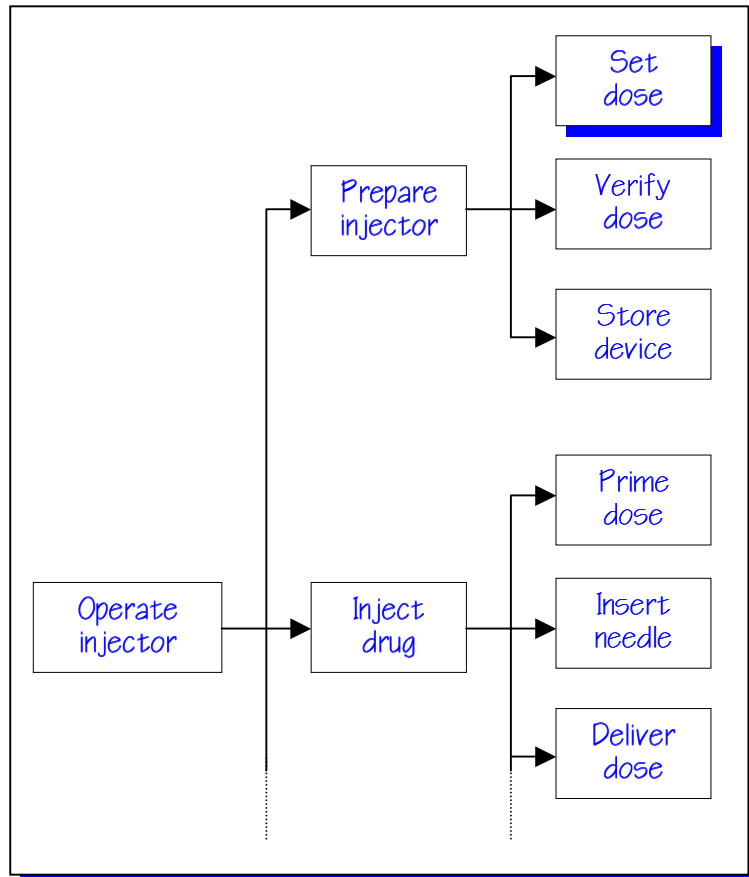 Set
dose
Prepare
injector
Verify
dose
Store
device
Prime
dose
Operate
injector
Inject
drug
Insert
needle
Deliver
dose